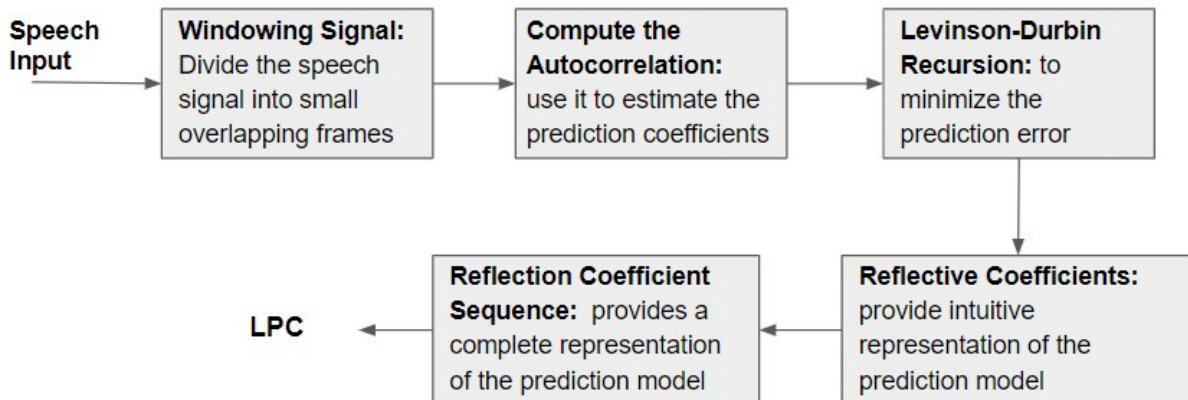 Speech
Input
Windowing Signal:
Divide the speech
signal into small
overlapping frames
Compute the
Autocorrelation:
use it to estimate the
prediction coefficients
Levinson-Durbin
Recursion: to
minimize the
prediction error
Reflective Coefficients:
provide intuitive
representation of the
prediction model
Reflection Coefficient
Sequence: provides a
complete representation
of the prediction model
LPC